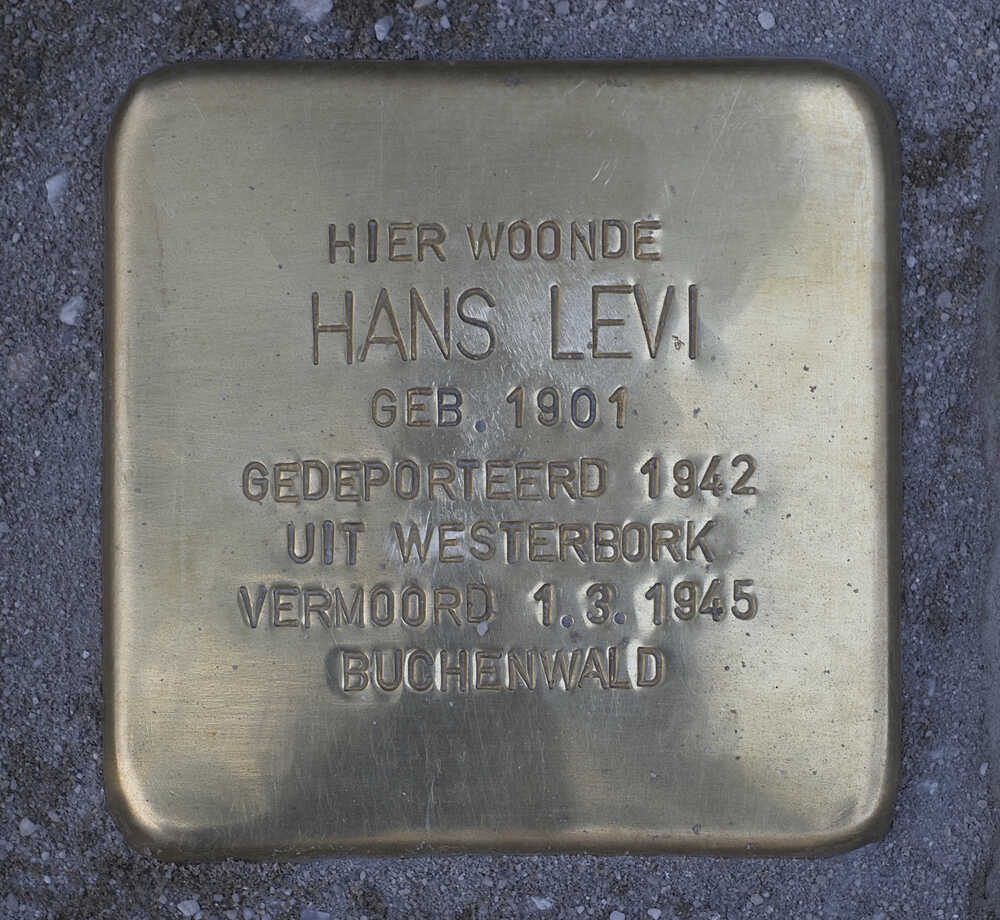 HIER WOONDE
HANS LEVI
GEB. 1901
GEDEPORTEERD 1942
UIT WESTERBORK
VERMOORD 1.3.1945
BUCHENWALD